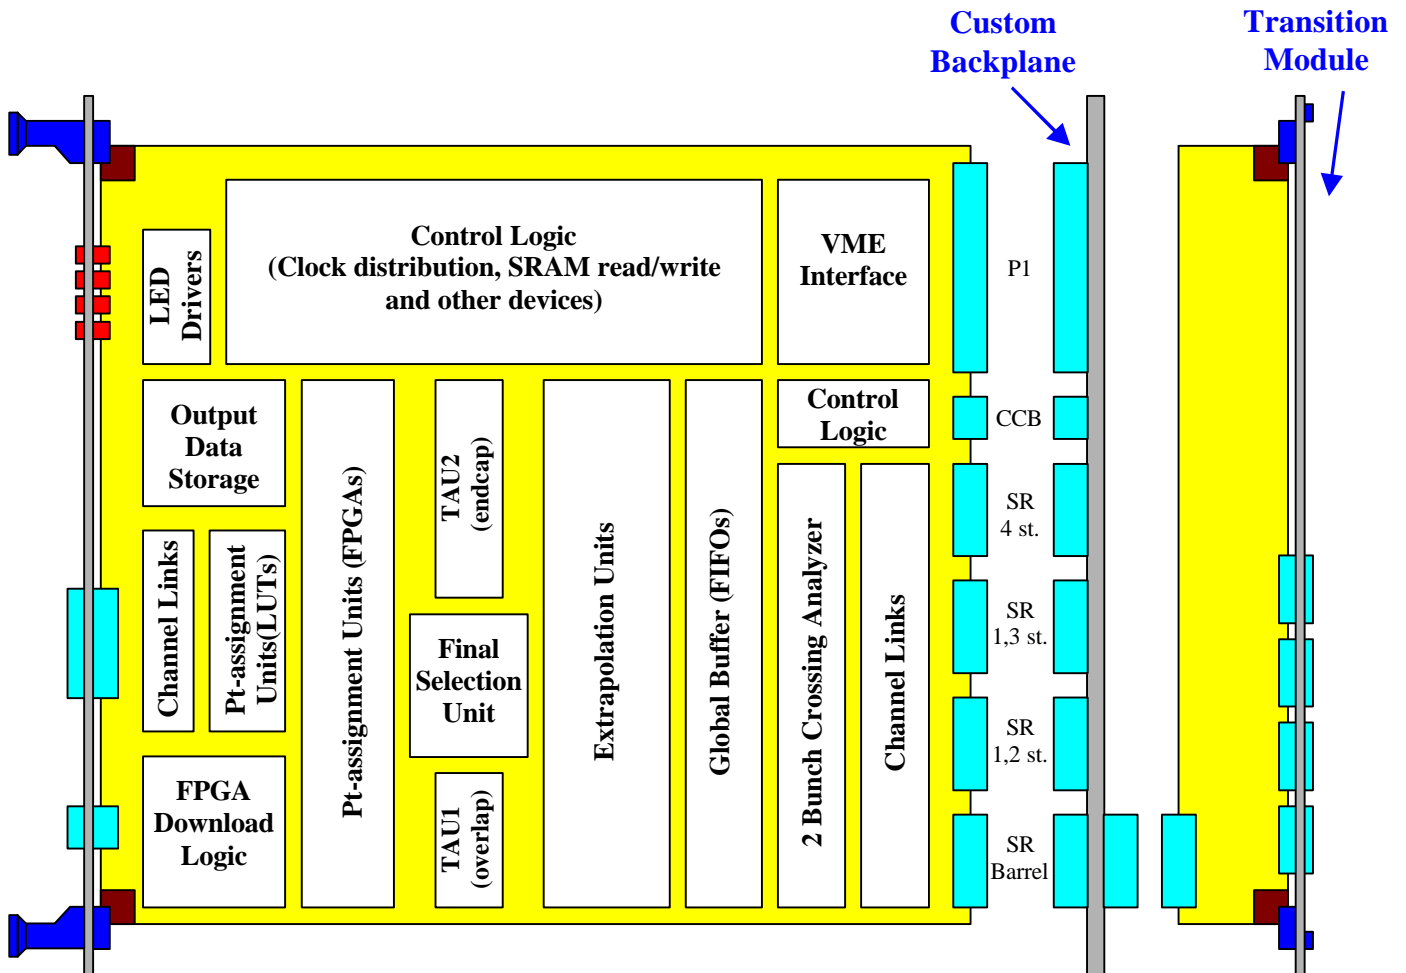 Custom
Backplane
Transition
Module
Control Logic
(Clock distribution, SRAM read/write
and other devices)
VME
Interface
P1
LED
Drivers
Output
Data
Storage
Pt-assignment Units (FPGAs)
TAU2
(endcap)
Extrapolation Units
Global Buffer (FIFOs)
Control
Logic
CCB
2 Bunch Crossing Analyzer
Channel Links
SR
4 st.
Channel Links
Pt-assignment
Units(LUTs)
Final
Selection
Unit
SR
1,3 st.
SR
1,2 st.
FPGA
Download
Logic
TAU1
(overlap)
SR
Barrel